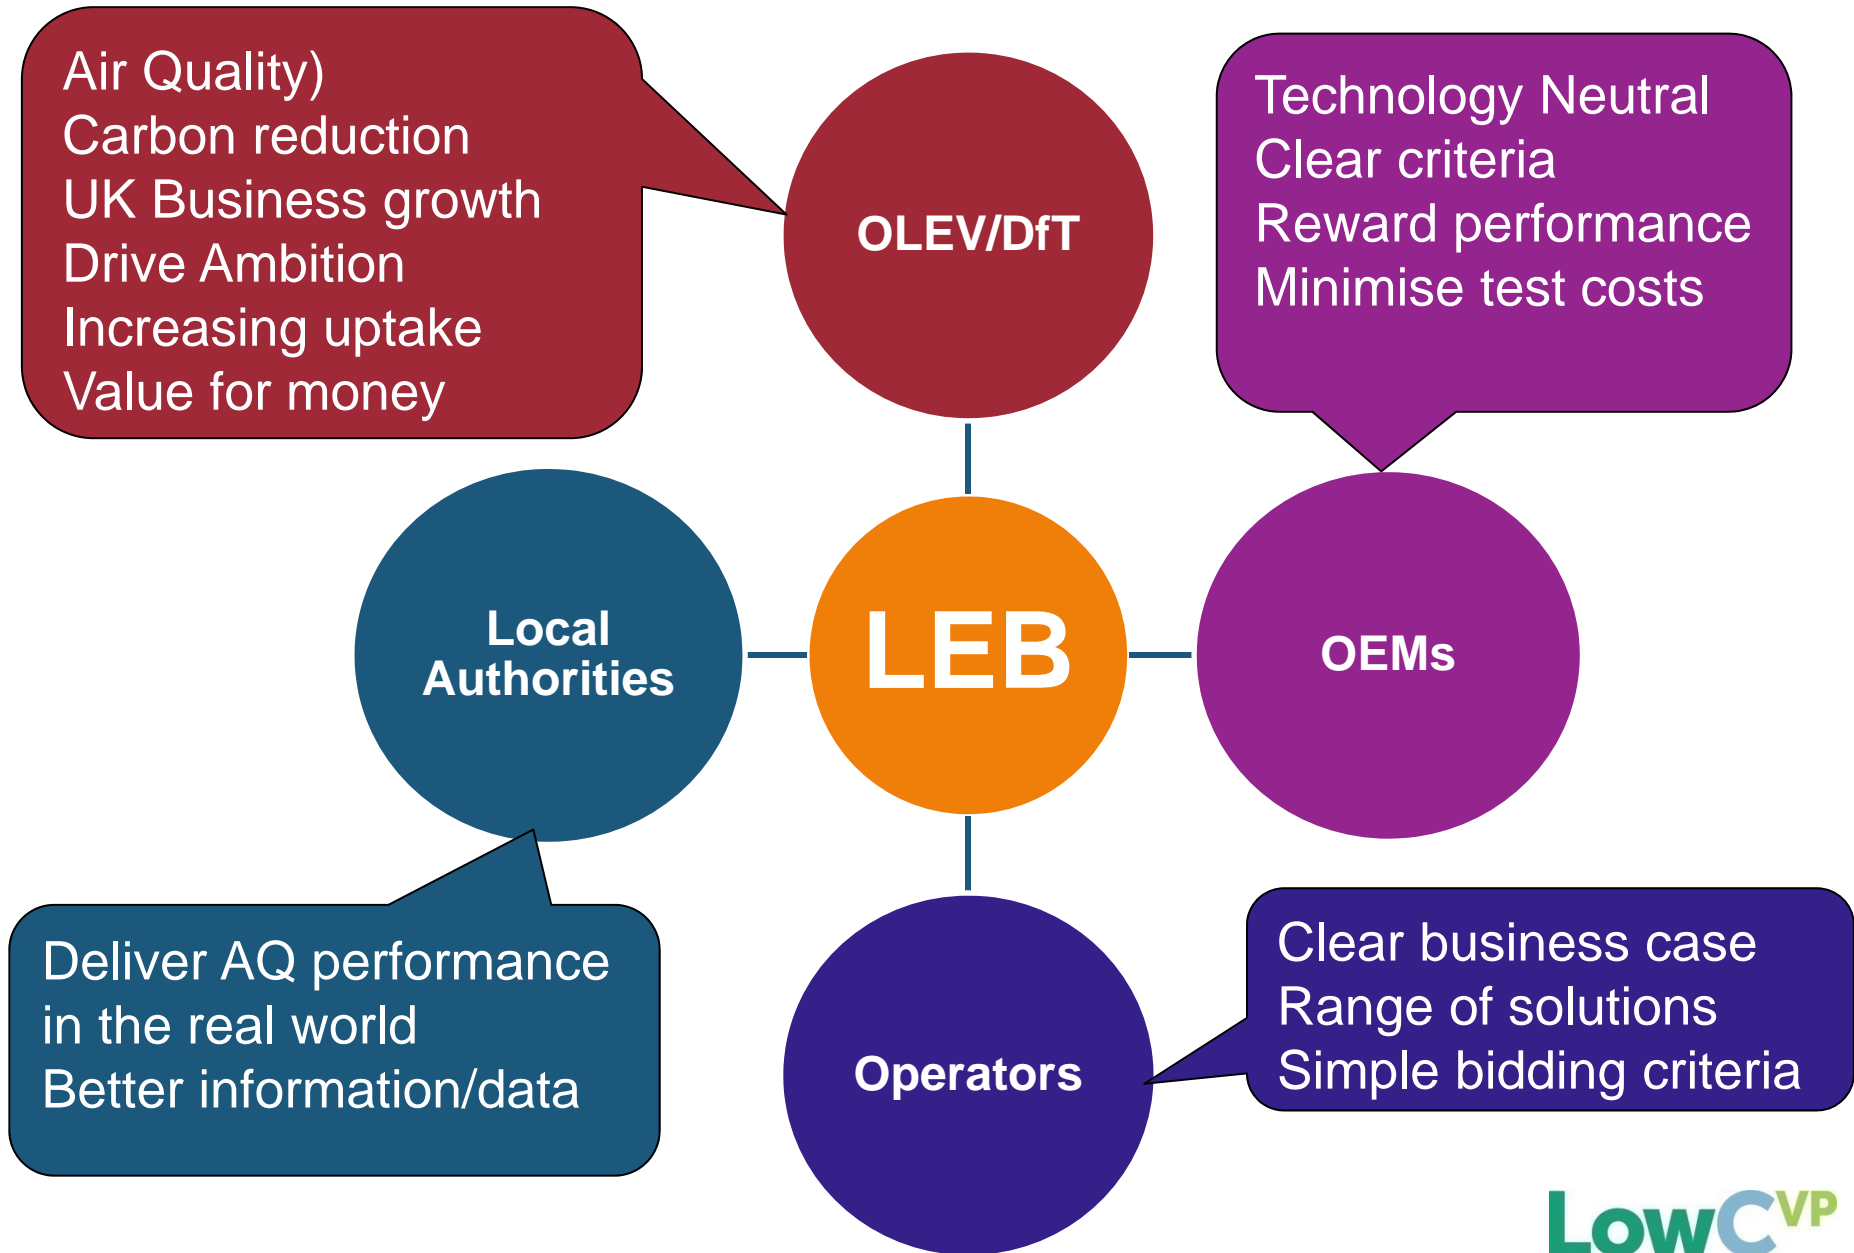 Air Quality)
Carbon reduction
UK Business growth
Drive Ambition
Increasing uptake
Value for money
OLEV/DfT
Technology Neutral
Clear criteria
Reward performance
Minimise test costs
Local
Authorities
LEB
OEMs
Deliver AQ performance
in the real world
Better information/data
Operators
Clear business case
Range of solutions
Simple bidding criteria
LowCVP